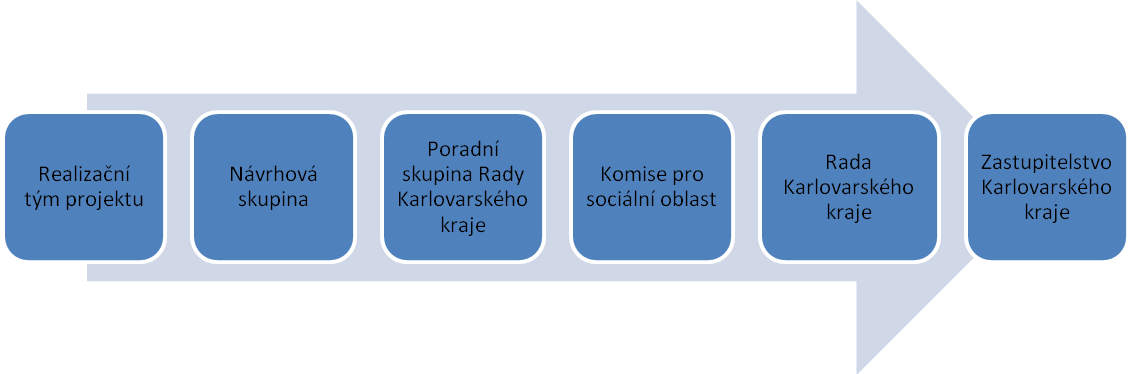 Realizační
tým projektu
Návrhová
skupina
Poradní
skupina Rady
Karlovarského
kraje
Komise pro
sociální oblast
Rada
Karlovarského
kraje
Zastupitelstvo
Karlovarského
kraje